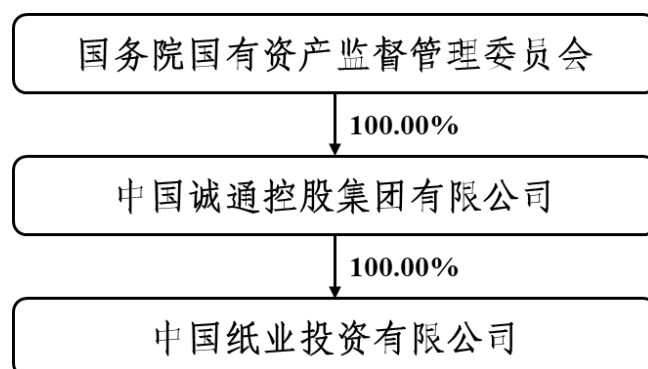 国务院国有资产监督管理委员会
100.00%
中国诚通控股集团有限公司
100.00%
中国纸业投资有限公司